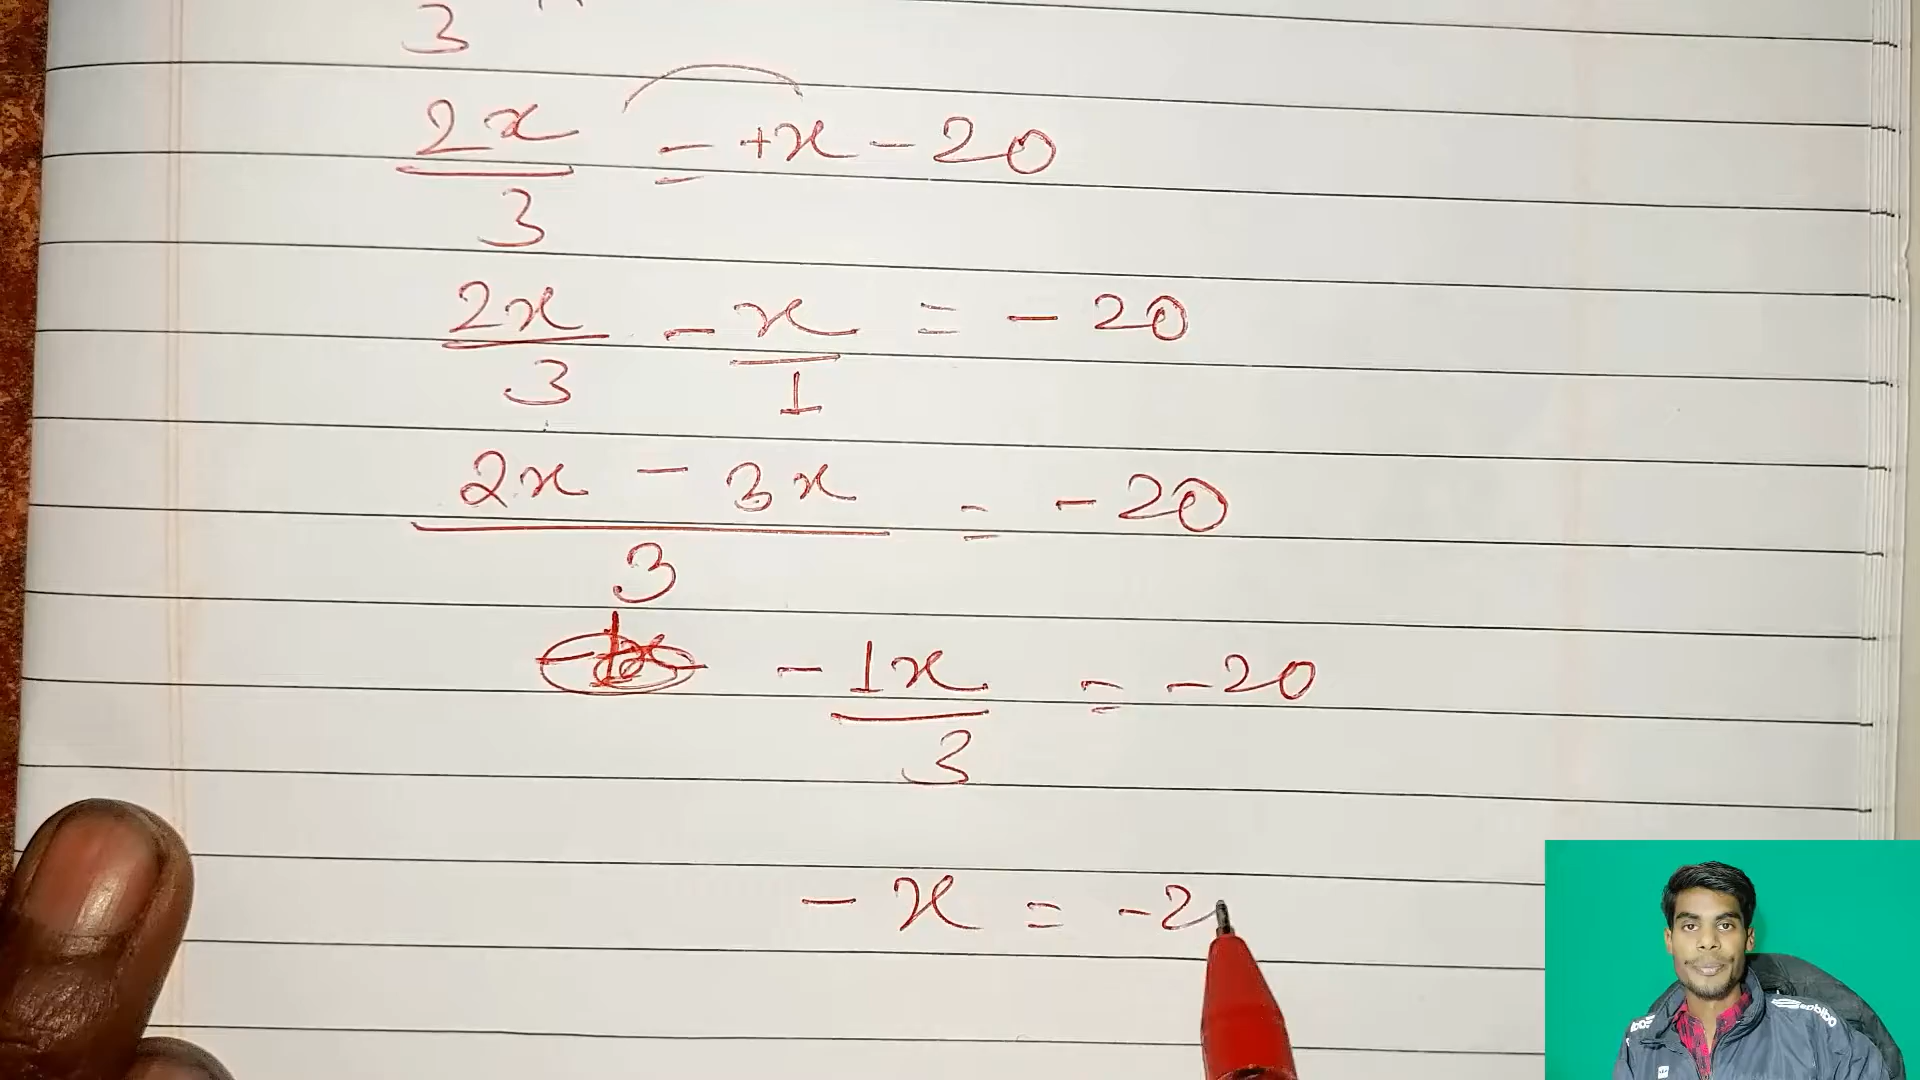 3
2x/3 = +x - 20
2x/3 - x/1 = - 20
2x - 3x/3 = - 20
- 1x/3 = - 20
- x = - 2